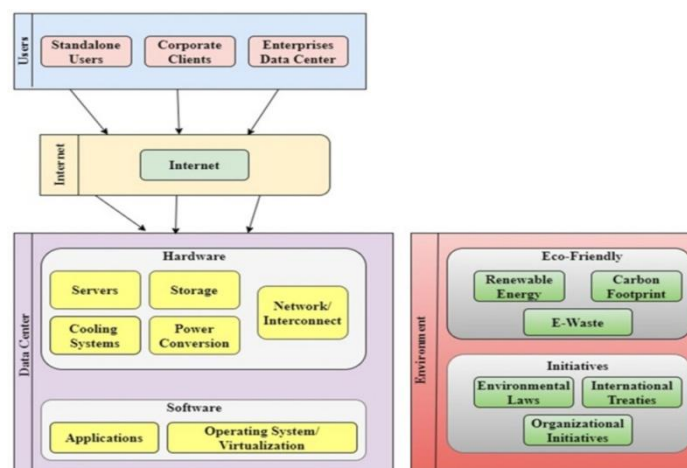 Users
Standalone
Users
Corporate
Clients
Enterprises
Data Center
Internet
Internet
Data Center
Hardware
Servers
Storage
Network/
Interconnect
Cooling
Systems
Power
Conversion
Software
Applications
Operating System/
Virtualization
Environment
Eco-Friendly
Renewable
Energy
Carbon
Footprint
E-Waste
Initiatives
Environmental
Laws
International
Treaties
Organizational
Initiatives